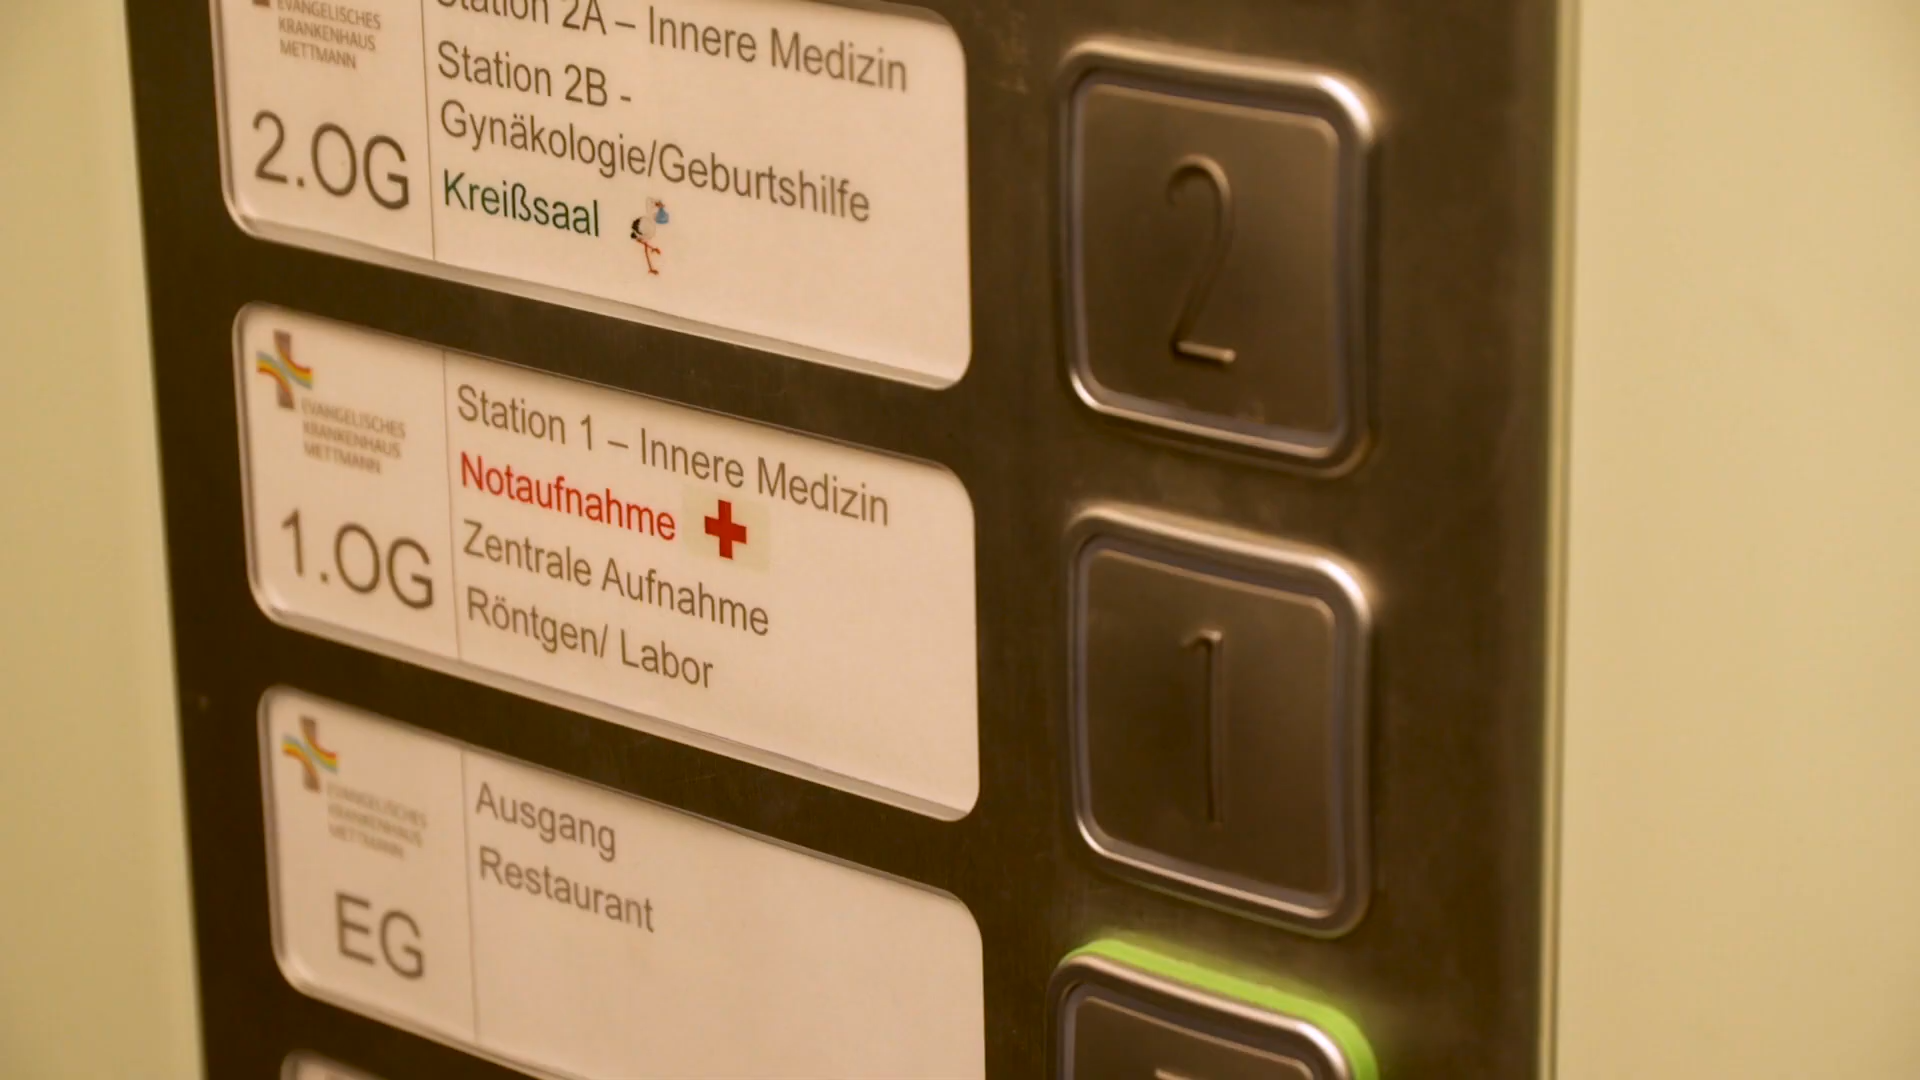 EVANGELISCHES
KRANKENHAUS
METTMANN
2.OG
Station 2A – Innere Medizin
Station 2B -
Gynäkologie/Geburtshilfe
Kreißsaal
2
EVANGELISCHES
KRANKENHAUS
METTMANN
1.OG
Station 1 – Innere Medizin
Notaufnahme
Zentrale Aufnahme
Röntgen/ Labor
1
EVANGELISCHES
KRANKENHAUS
METTMANN
EG
Ausgang
Restaurant